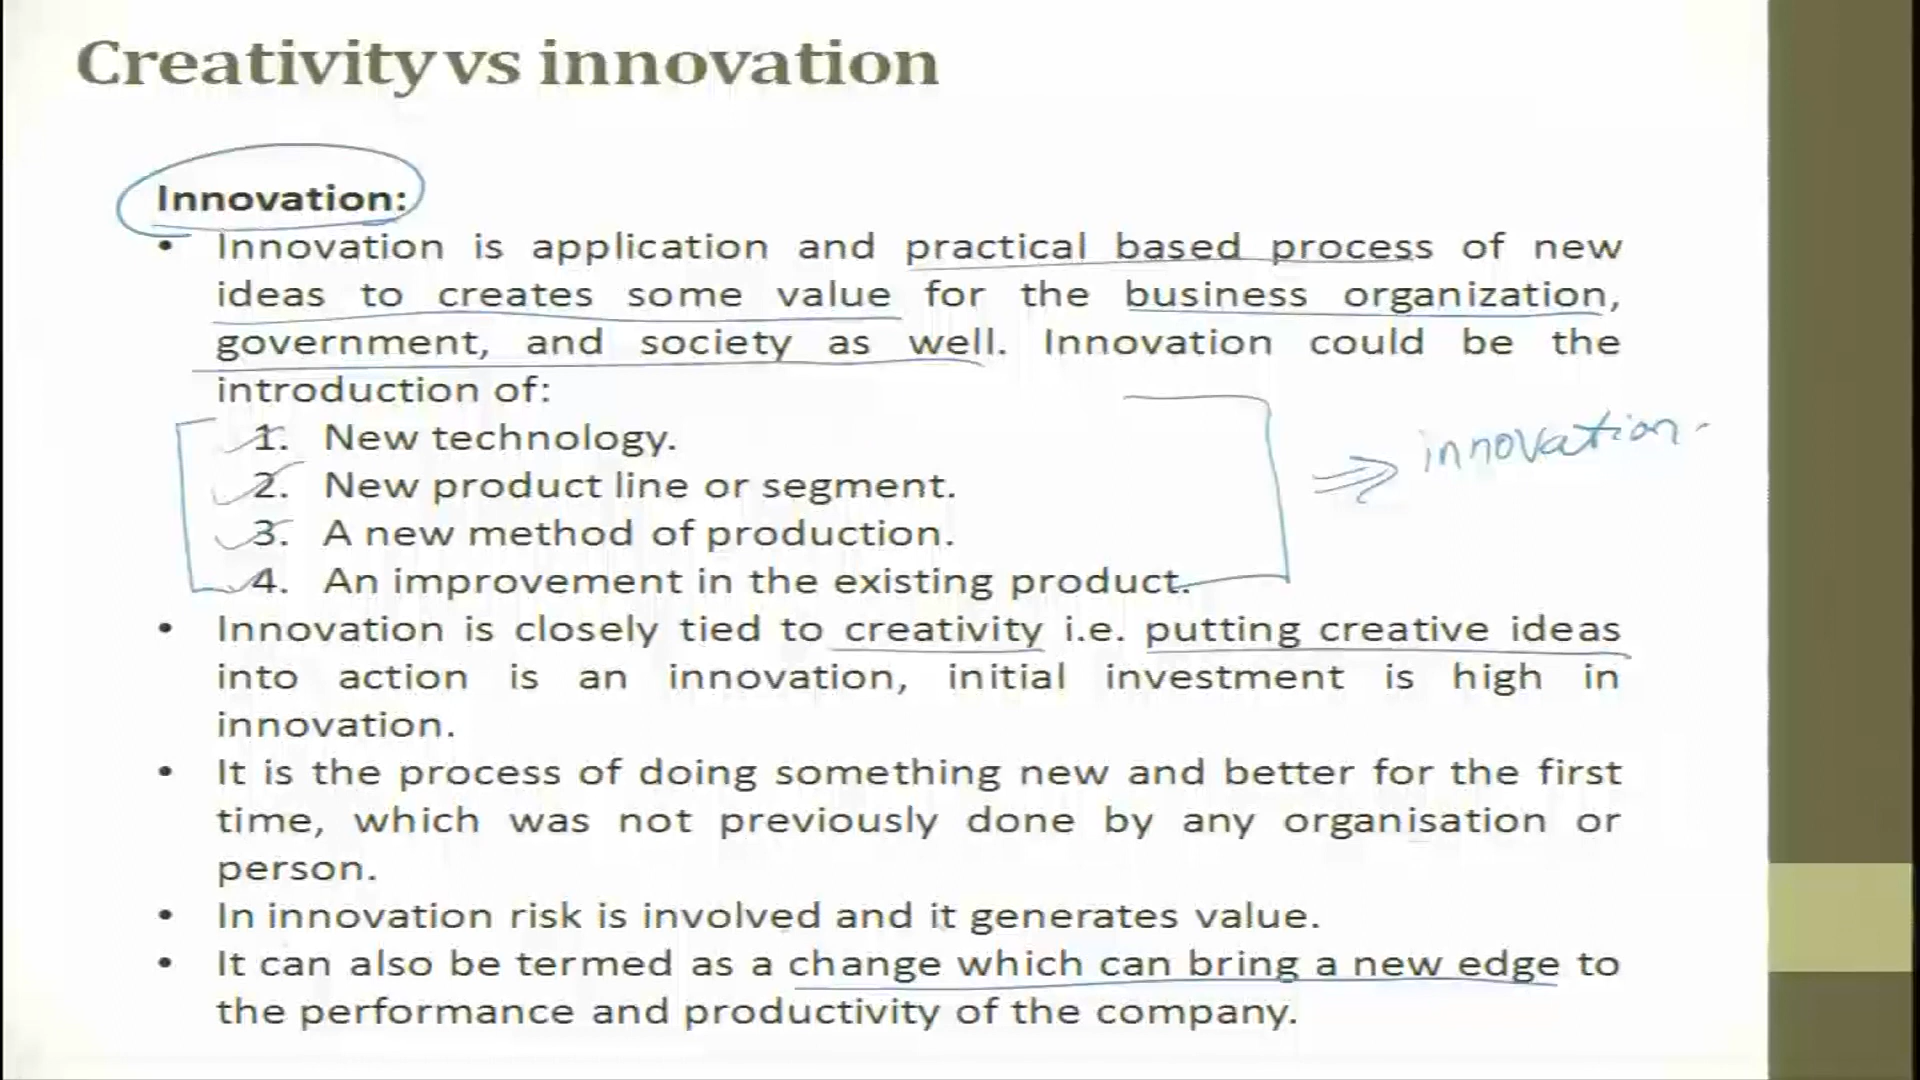 Creativity vs innovation
Innovation:
• Innovation is application and practical based process of new
ideas to creates some value for the business organization,
government, and society as well. Innovation could be the
introduction of:
1. New technology.
2. New product line or segment.
3. A new method of production.
4. An improvement in the existing product.
⇒ innovation.
• Innovation is closely tied to creativity i.e. putting creative ideas
into action is an innovation, initial investment is high in
innovation.
• It is the process of doing something new and better for the first
time, which was not previously done by any organisation or
person.
• In innovation risk is involved and it generates value.
• It can also be termed as a change which can bring a new edge to
the performance and productivity of the company.